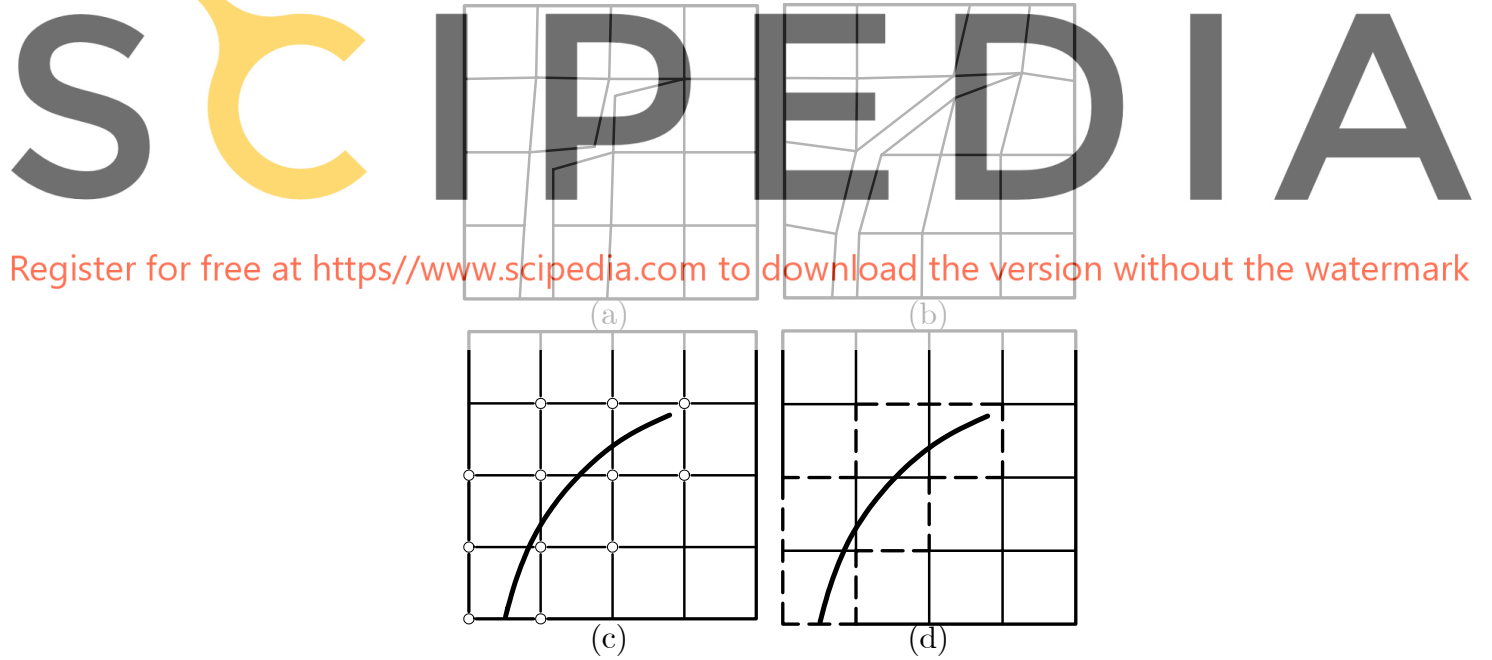 SCIPEDIA
Register for free at https//www.scipedia.com to download the version without the watermark
(a) (b)
(c) (d)